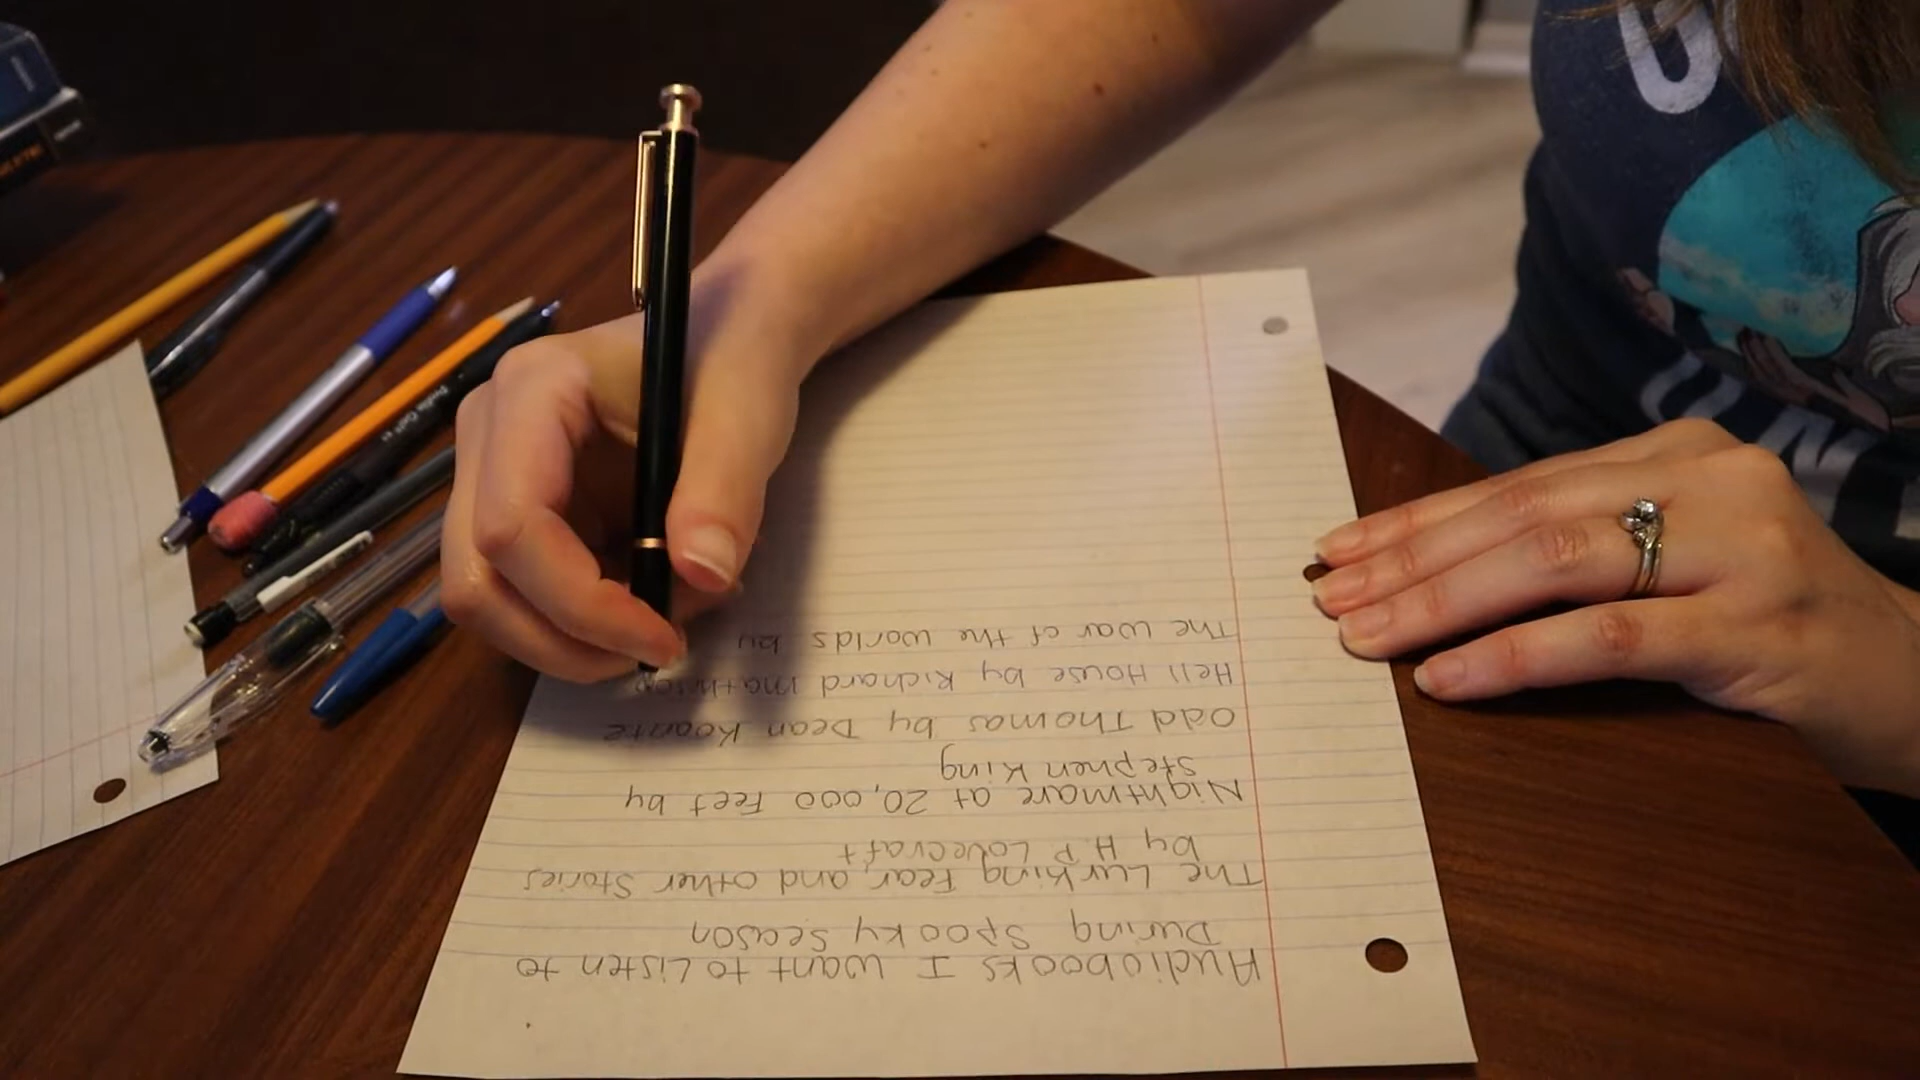 Audiobooks I want to Listen to
During Spooky season
The Lurking Fear and other Stories
by H P Lovecraft
Nightmare at 20,000 Feet by
Stephen King
Odd Thomas by Dean Koontz
Hell House by Richard
The war of the worlds by